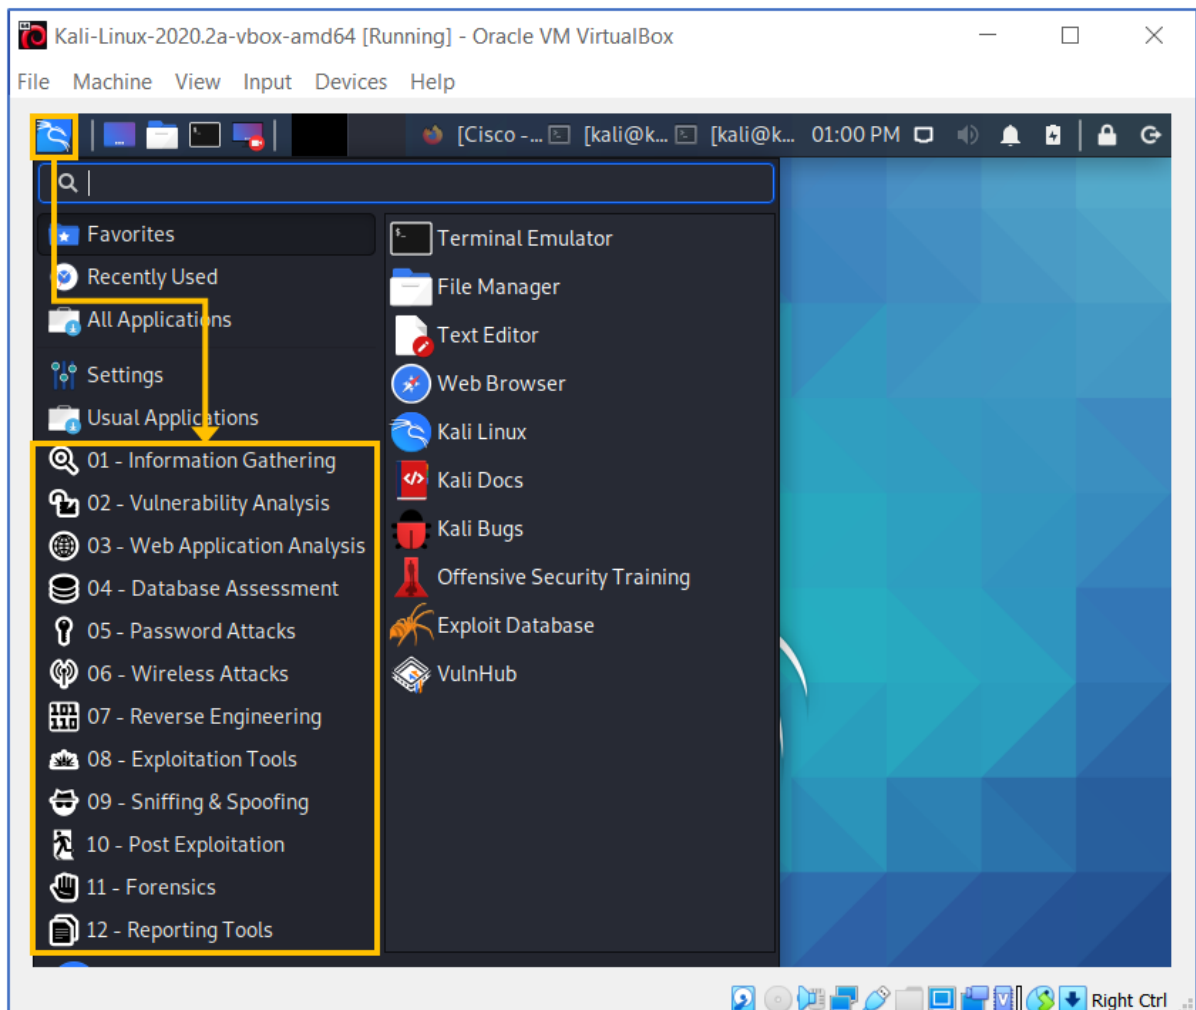 Kali-Linux-2020.2a-vbox-amd64 [Running] - Oracle VM VirtualBox
File Machine View Input Devices Help
[Cisco -... [kali@k... [kali@k... 01:00 PM
Favorites
Recently Used
All Applications
Settings
Usual Applications
01 - Information Gathering
02 - Vulnerability Analysis
03 - Web Application Analysis
04 - Database Assessment
05 - Password Attacks
06 - Wireless Attacks
07 - Reverse Engineering
08 - Exploitation Tools
09 - Sniffing & Spoofing
10 - Post Exploitation
11 - Forensics
12 - Reporting Tools
Terminal Emulator
File Manager
Text Editor
Web Browser
Kali Linux
Kali Docs
Kali Bugs
Offensive Security Training
Exploit Database
VulnHub
Right Ctrl